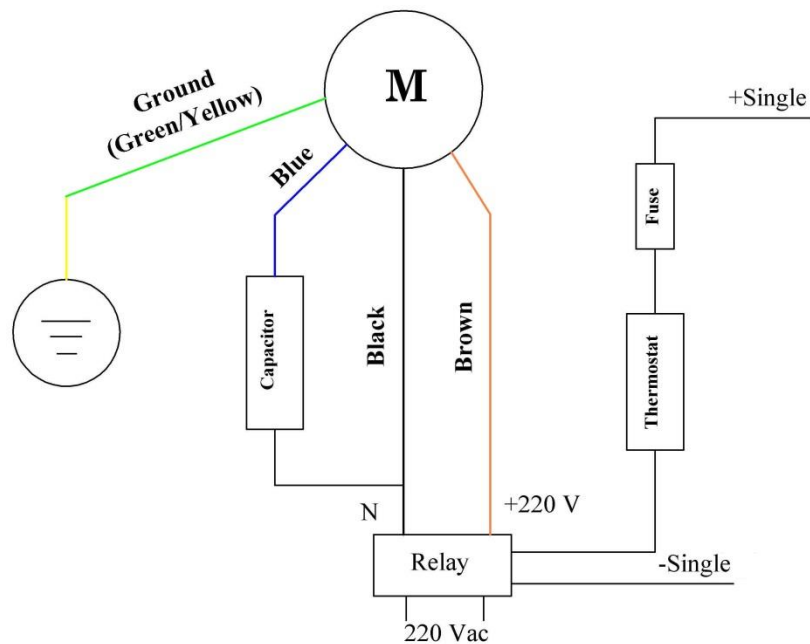 M
Ground
(Green/Yellow)
Blue
+Single
Fuse
Capacitor
Black
Brown
Thermostat
N
+220 V
Relay
-Single
220 Vac